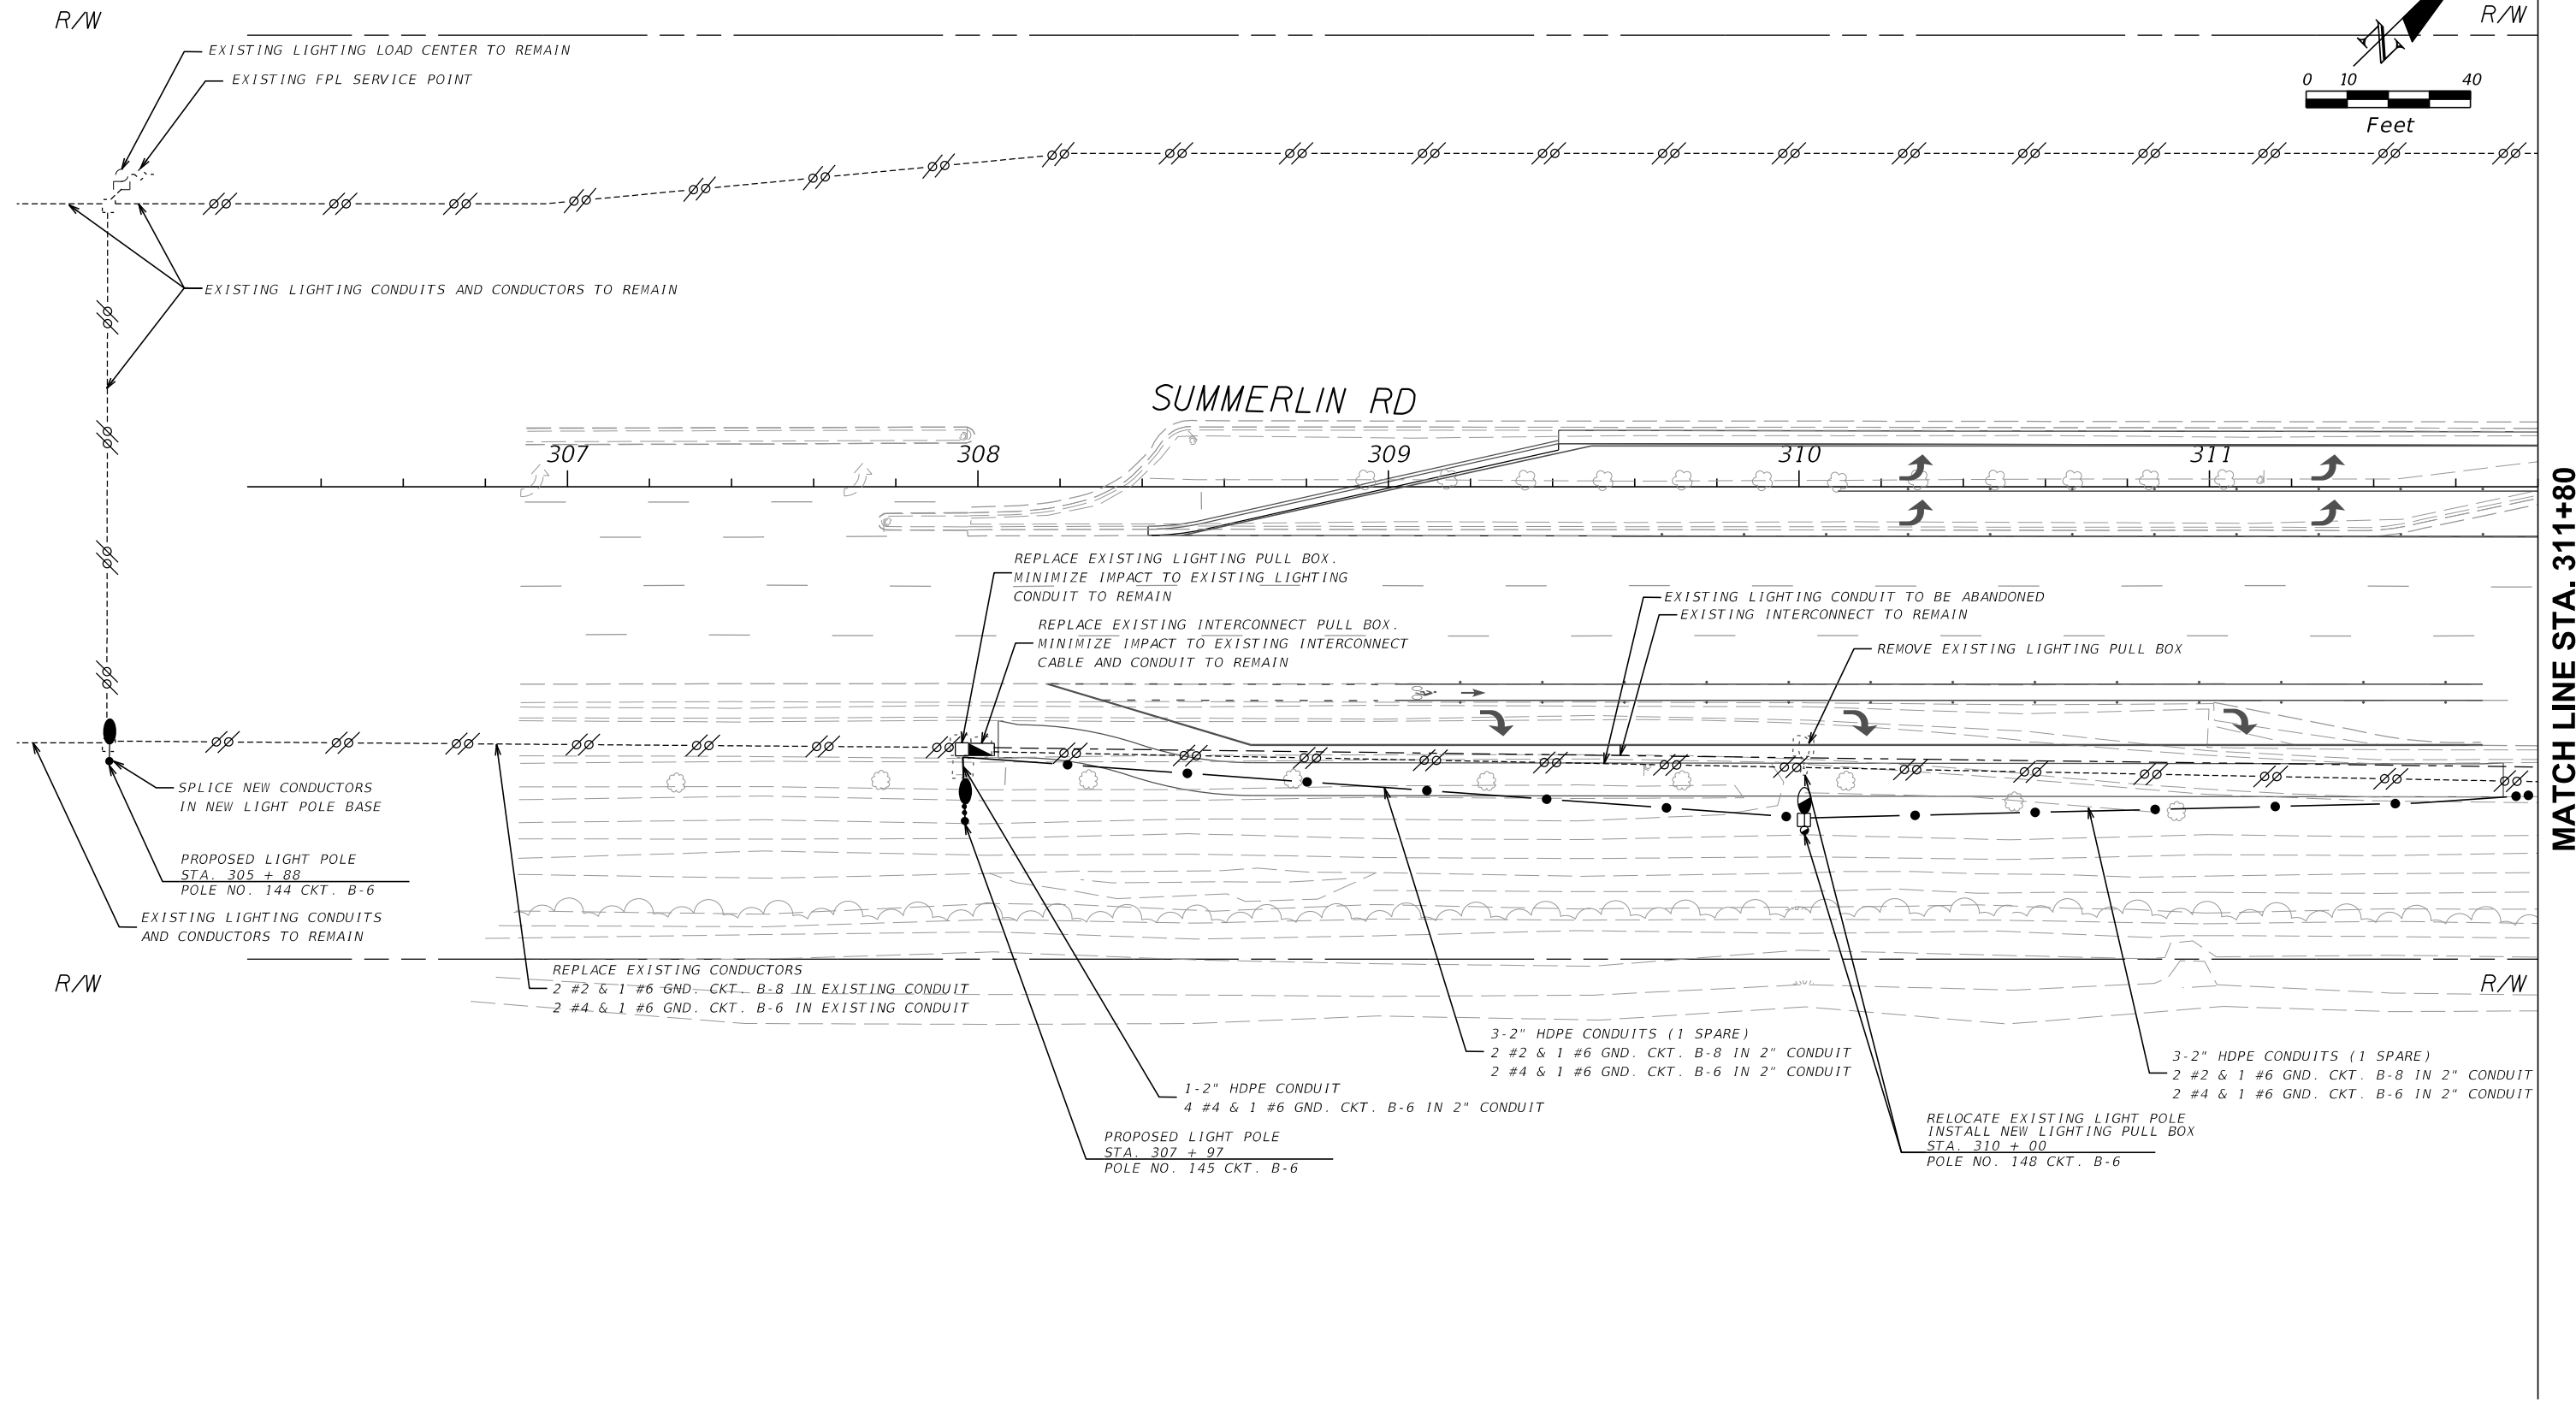 R/W
R/W
EXISTING LIGHTING LOAD CENTER TO REMAIN
EXISTING FPL SERVICE POINT
N
0 10 40
Feet
EXISTING LIGHTING CONDUITS AND CONDUCTORS TO REMAIN
SUMMERLIN RD
307 308 309 310 311
REPLACE EXISTING LIGHTING PULL BOX.
MINIMIZE IMPACT TO EXISTING LIGHTING
CONDUIT TO REMAIN
REPLACE EXISTING INTERCONNECT PULL BOX.
MINIMIZE IMPACT TO EXISTING INTERCONNECT
CABLE AND CONDUIT TO REMAIN
EXISTING LIGHTING CONDUIT TO BE ABANDONED
EXISTING INTERCONNECT TO REMAIN
REMOVE EXISTING LIGHTING PULL BOX
MATCH LINE STA. 311+80
SPLICE NEW CONDUCTORS
IN NEW LIGHT POLE BASE
PROPOSED LIGHT POLE
STA. 305 + 88
POLE NO. 144 CKT. B-6
EXISTING LIGHTING CONDUITS
AND CONDUCTORS TO REMAIN
R/W
R/W
REPLACE EXISTING CONDUCTORS
2 #2 & 1 #6 GND. CKT. B-8 IN EXISTING CONDUIT
2 #4 & 1 #6 GND. CKT. B-6 IN EXISTING CONDUIT
3-2" HDPE CONDUITS (1 SPARE)
2 #2 & 1 #6 GND. CKT. B-8 IN 2" CONDUIT
2 #4 & 1 #6 GND. CKT. B-6 IN 2" CONDUIT
3-2" HDPE CONDUITS (1 SPARE)
2 #2 & 1 #6 GND. CKT. B-8 IN 2" CONDUIT
2 #4 & 1 #6 GND. CKT. B-6 IN 2" CONDUIT
1-2" HDPE CONDUIT
4 #4 & 1 #6 GND. CKT. B-6 IN 2" CONDUIT
PROPOSED LIGHT POLE
STA. 307 + 97
POLE NO. 145 CKT. B-6
RELOCATE EXISTING LIGHT POLE
INSTALL NEW LIGHTING PULL BOX
STA. 310 + 00
POLE NO. 148 CKT. B-6